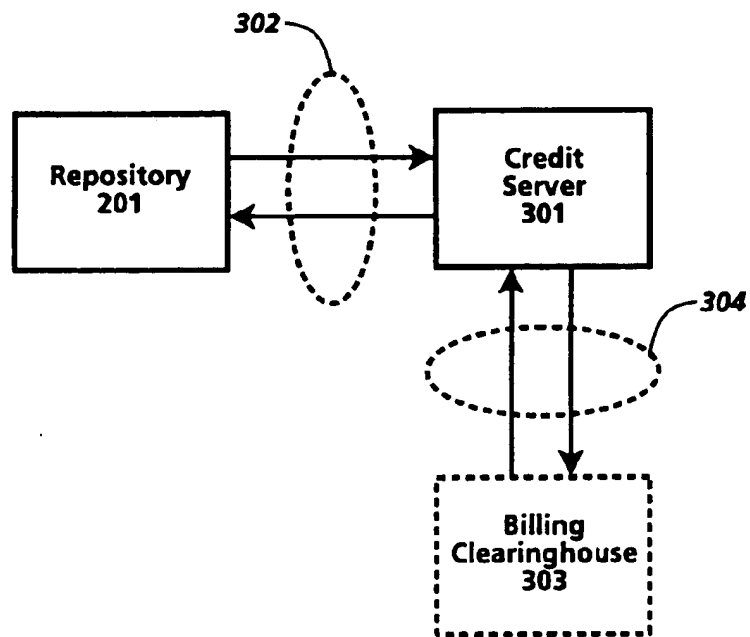 302
Repository
201
Credit
Server
301
304
Billing
Clearinghouse
303